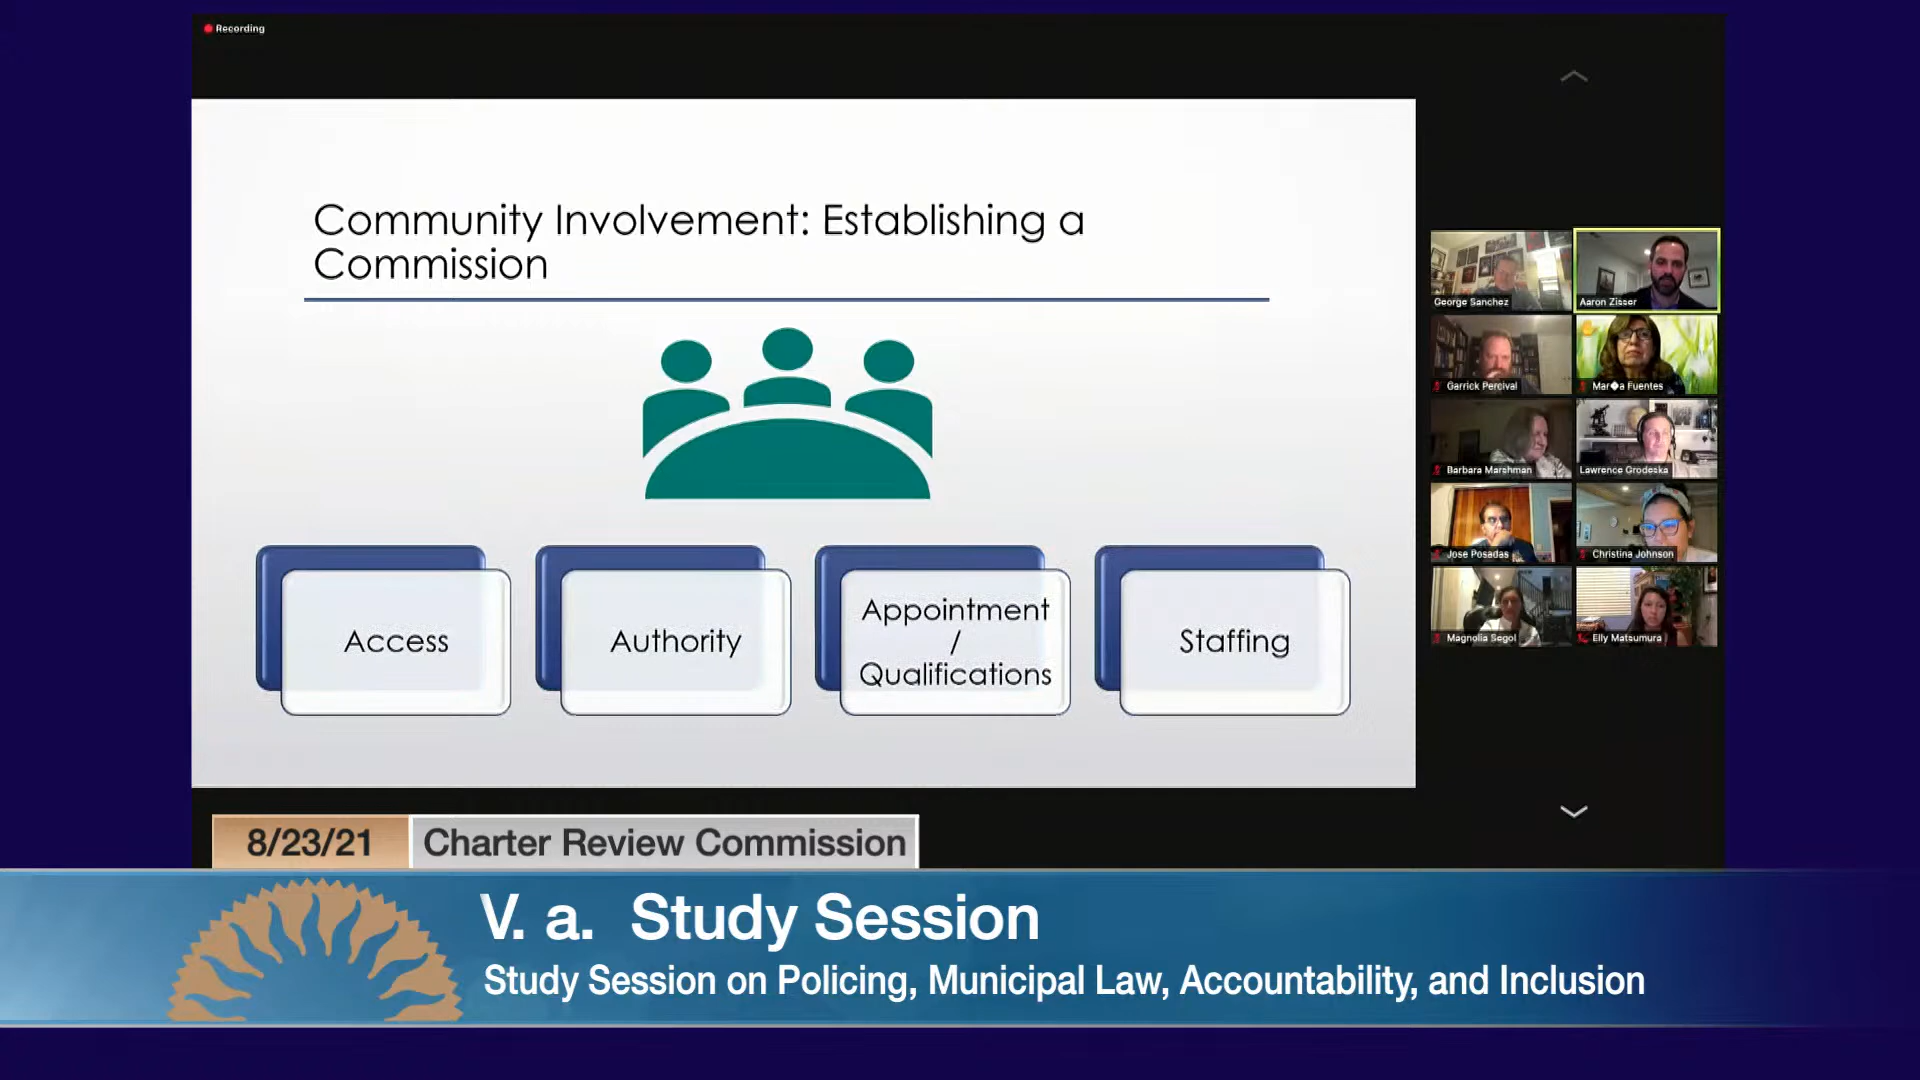 Recording
Community Involvement: Establishing a
Commission
Access
Authority
Appointment
/
Qualifications
Staffing
George Sanchez
Aaron Zisser
Garrick Percival
Mar�a Fuentes
Barbara Marshman
Lawrence Grodeska
Jose Posadas
Christina Johnson
Magnolia Segol
Elly Matsumura
8/23/21
Charter Review Commission
V. a. Study Session
Study Session on Policing, Municipal Law, Accountability, and Inclusion